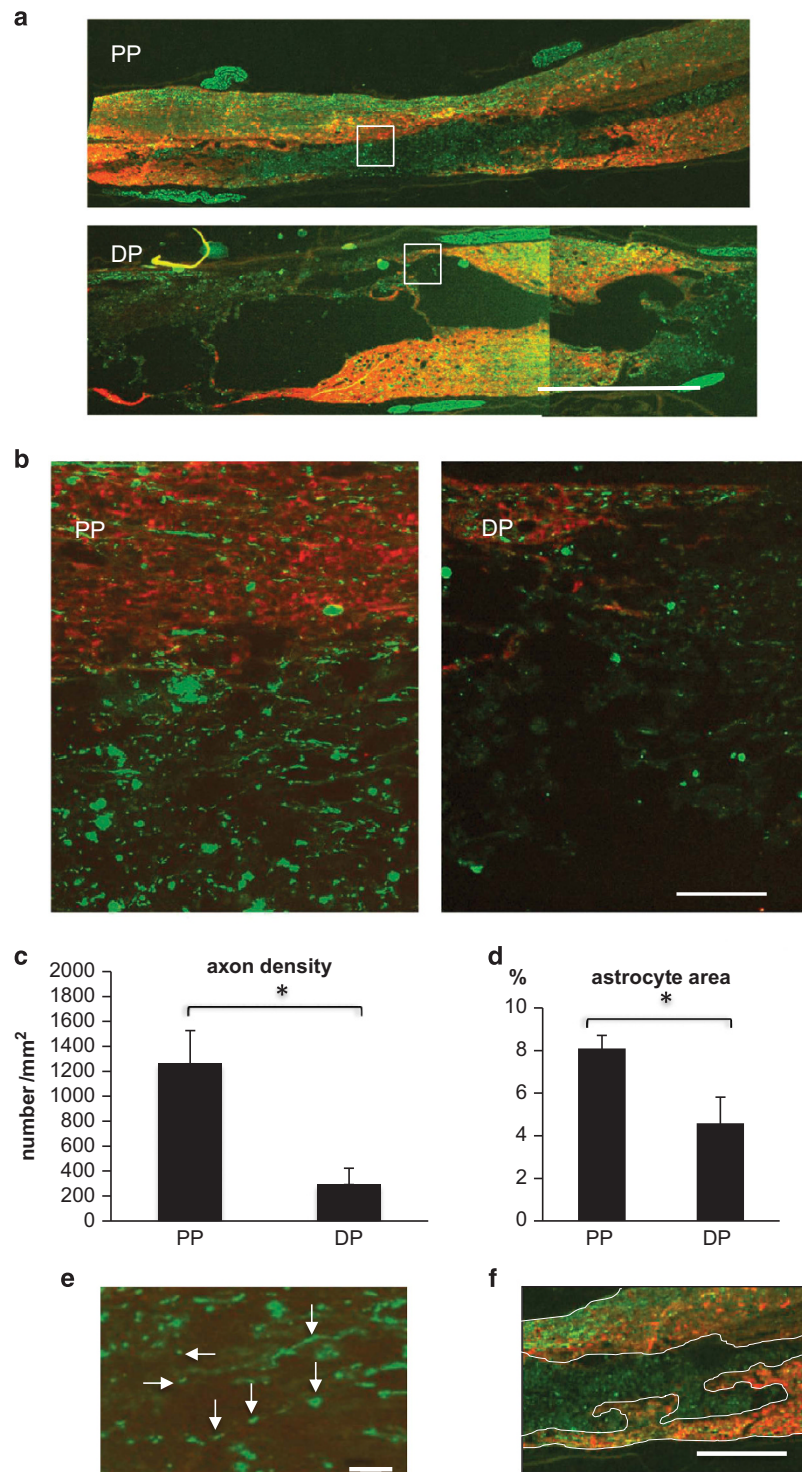 a
PP
DP
b
PP
DP
c
axon density
*
number /mm²
2000
1800
1600
1400
1200
1000
800
600
400
200
0
PP
DP
d
%
astrocyte area
*
10
8
6
4
2
0
PP
DP
e
f